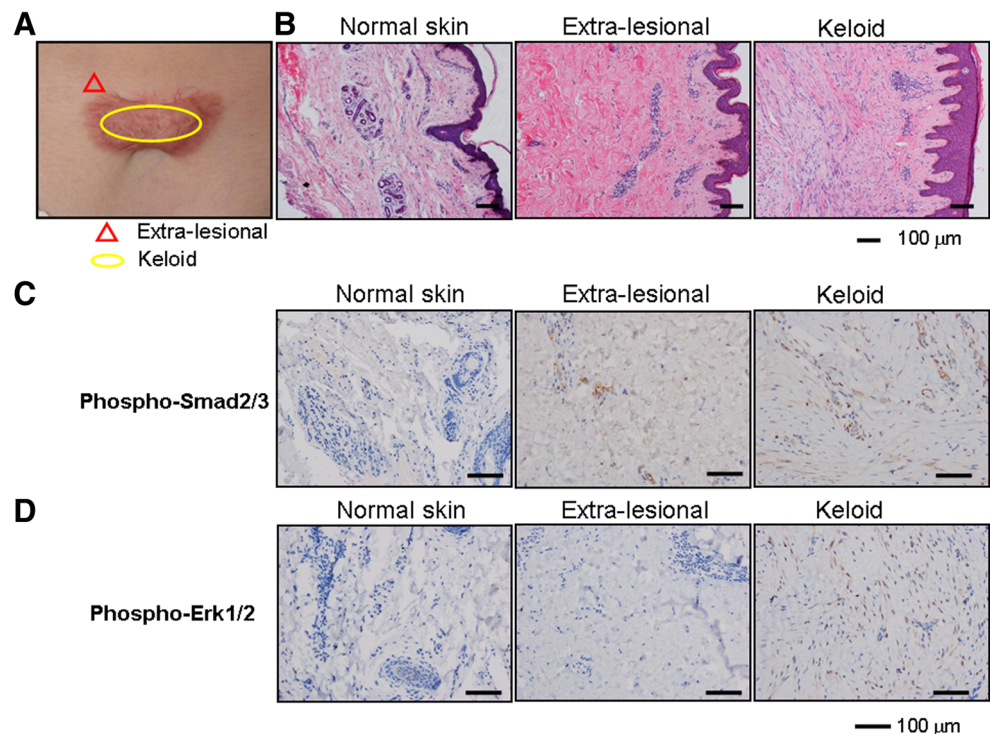 A
B
Normal skin Extra-lesional Keloid
Extra-lesional
Keloid
100 μm
C
Normal skin Extra-lesional Keloid
Phospho-Smad2/3
D
Normal skin Extra-lesional Keloid
Phospho-Erk1/2
100 μm